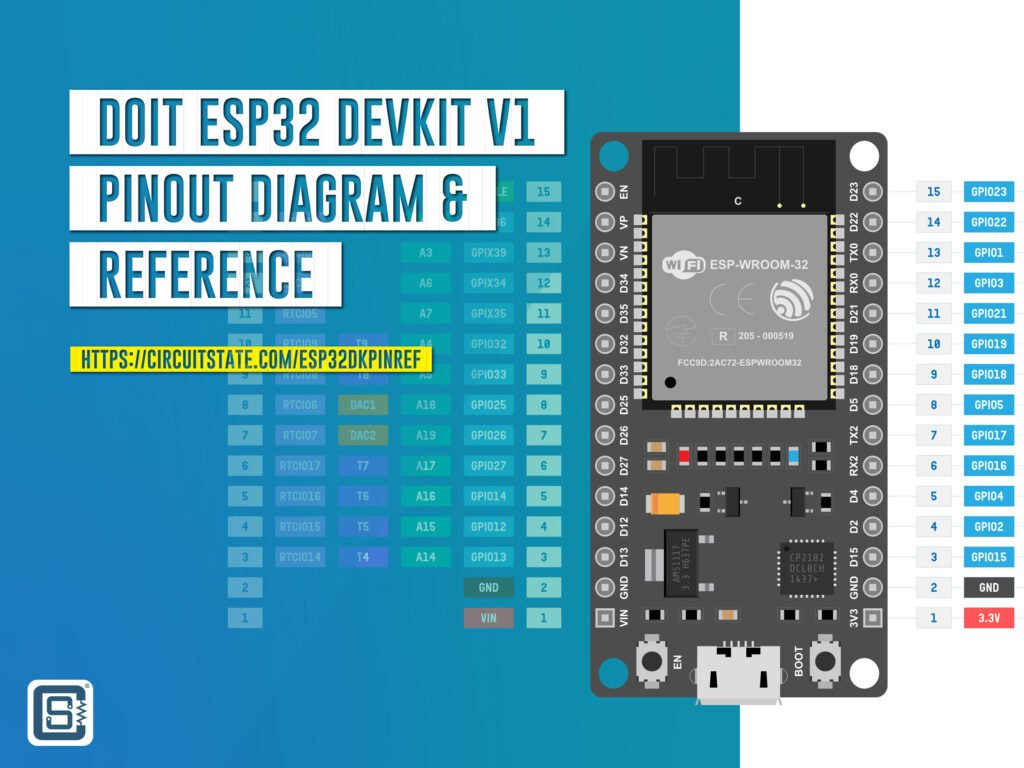 DOIT ESP32 DEVKIT V1
PINOUT DIAGRAM &
REFERENCE
HTTPS://CIRCUITSTATE.COM/ESP32DKPINREF
15
14
A3 GPIX39 13
A6 GPIX34 12
11 RTCIO5 A7 GPIX35 11
10 T9 A4 GPIO32 10
9 T8 GPIO33 9
8 RTCIO6 DAC1 A18 GPIO25 8
7 RTCIO7 DAC2 A19 GPIO26 7
6 RTCIO17 T7 A17 GPIO27 6
5 RTCIO16 T6 A16 GPIO14 5
4 RTCIO15 T5 A15 GPIO12 4
3 RTCIO14 T4 A14 GPIO13 3
2 GND 2
1 VIN 1
EN
VP
VN
D34
D35
D32
D33
D25
D26
D27
D14
D12
D13
GND
VIN
C
WiFi ESP-WROOM-32
CE
R 205 - 000519
FCC9D:2AC72-ESPWROOM32
AMS1117
3.3 H637PE
CP2102
DCL0CH
1437+
EN
BOOT
D23
D22
TX0
RX0
D21
D19
D18
D5
TX2
RX2
D4
D2
D15
GND
3V3
15 GPIO23
14 GPIO22
13 GPIO1
12 GPIO3
11 GPIO21
10 GPIO19
9 GPIO18
8 GPIO5
7 GPIO17
6 GPIO16
5 GPIO4
4 GPIO2
3 GPIO15
2 GND
1 3.3V
CS
®